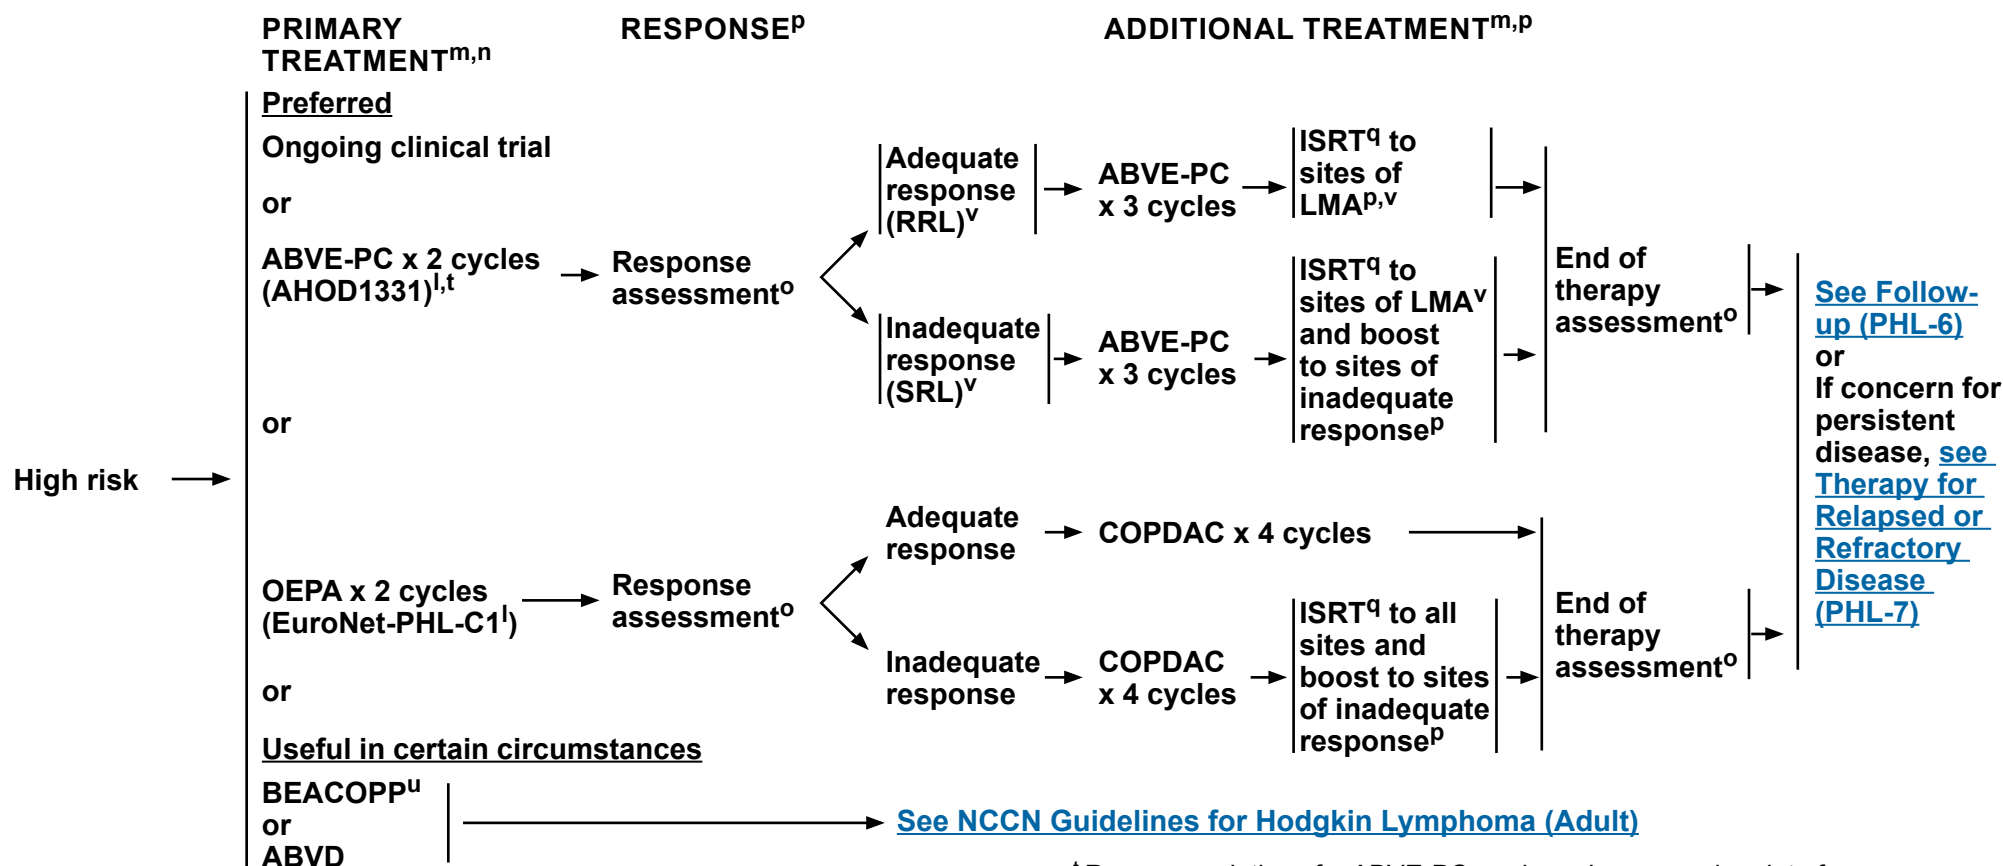 PRIMARY
TREATMENTm,n
RESPONSEp
ADDITIONAL TREATMENTm,p
High risk
Preferred
Ongoing clinical trial
or
ABVE-PC x 2 cycles
(AHOD1331)l,t
Response
assessmento
Adequate
response
(RRL)v
ABVE-PC
x 3 cycles
ISRTq to
sites of
LMAp,v
Inadequate
response
(SRL)v
ABVE-PC
x 3 cycles
ISRTq to
sites of LMAv
and boost
to sites of
inadequate
responsep
End of
therapy
assessmento
or
OEPA x 2 cycles
(EuroNet-PHL-C1l)
Response
assessmento
Adequate
response
COPDAC x 4 cycles
Inadequate
response
COPDAC
x 4 cycles
ISRTq to all
sites and
boost to sites
of inadequate
responsep
End of
therapy
assessmento
See Follow-
up (PHL-6)
or
If concern for
persistent
disease, see
Therapy for
Relapsed or
Refractory
Disease
(PHL-7)
or
Useful in certain circumstances
BEACOPPu
or
ABVD
See NCCN Guidelines for Hodgkin Lymphoma (Adult)